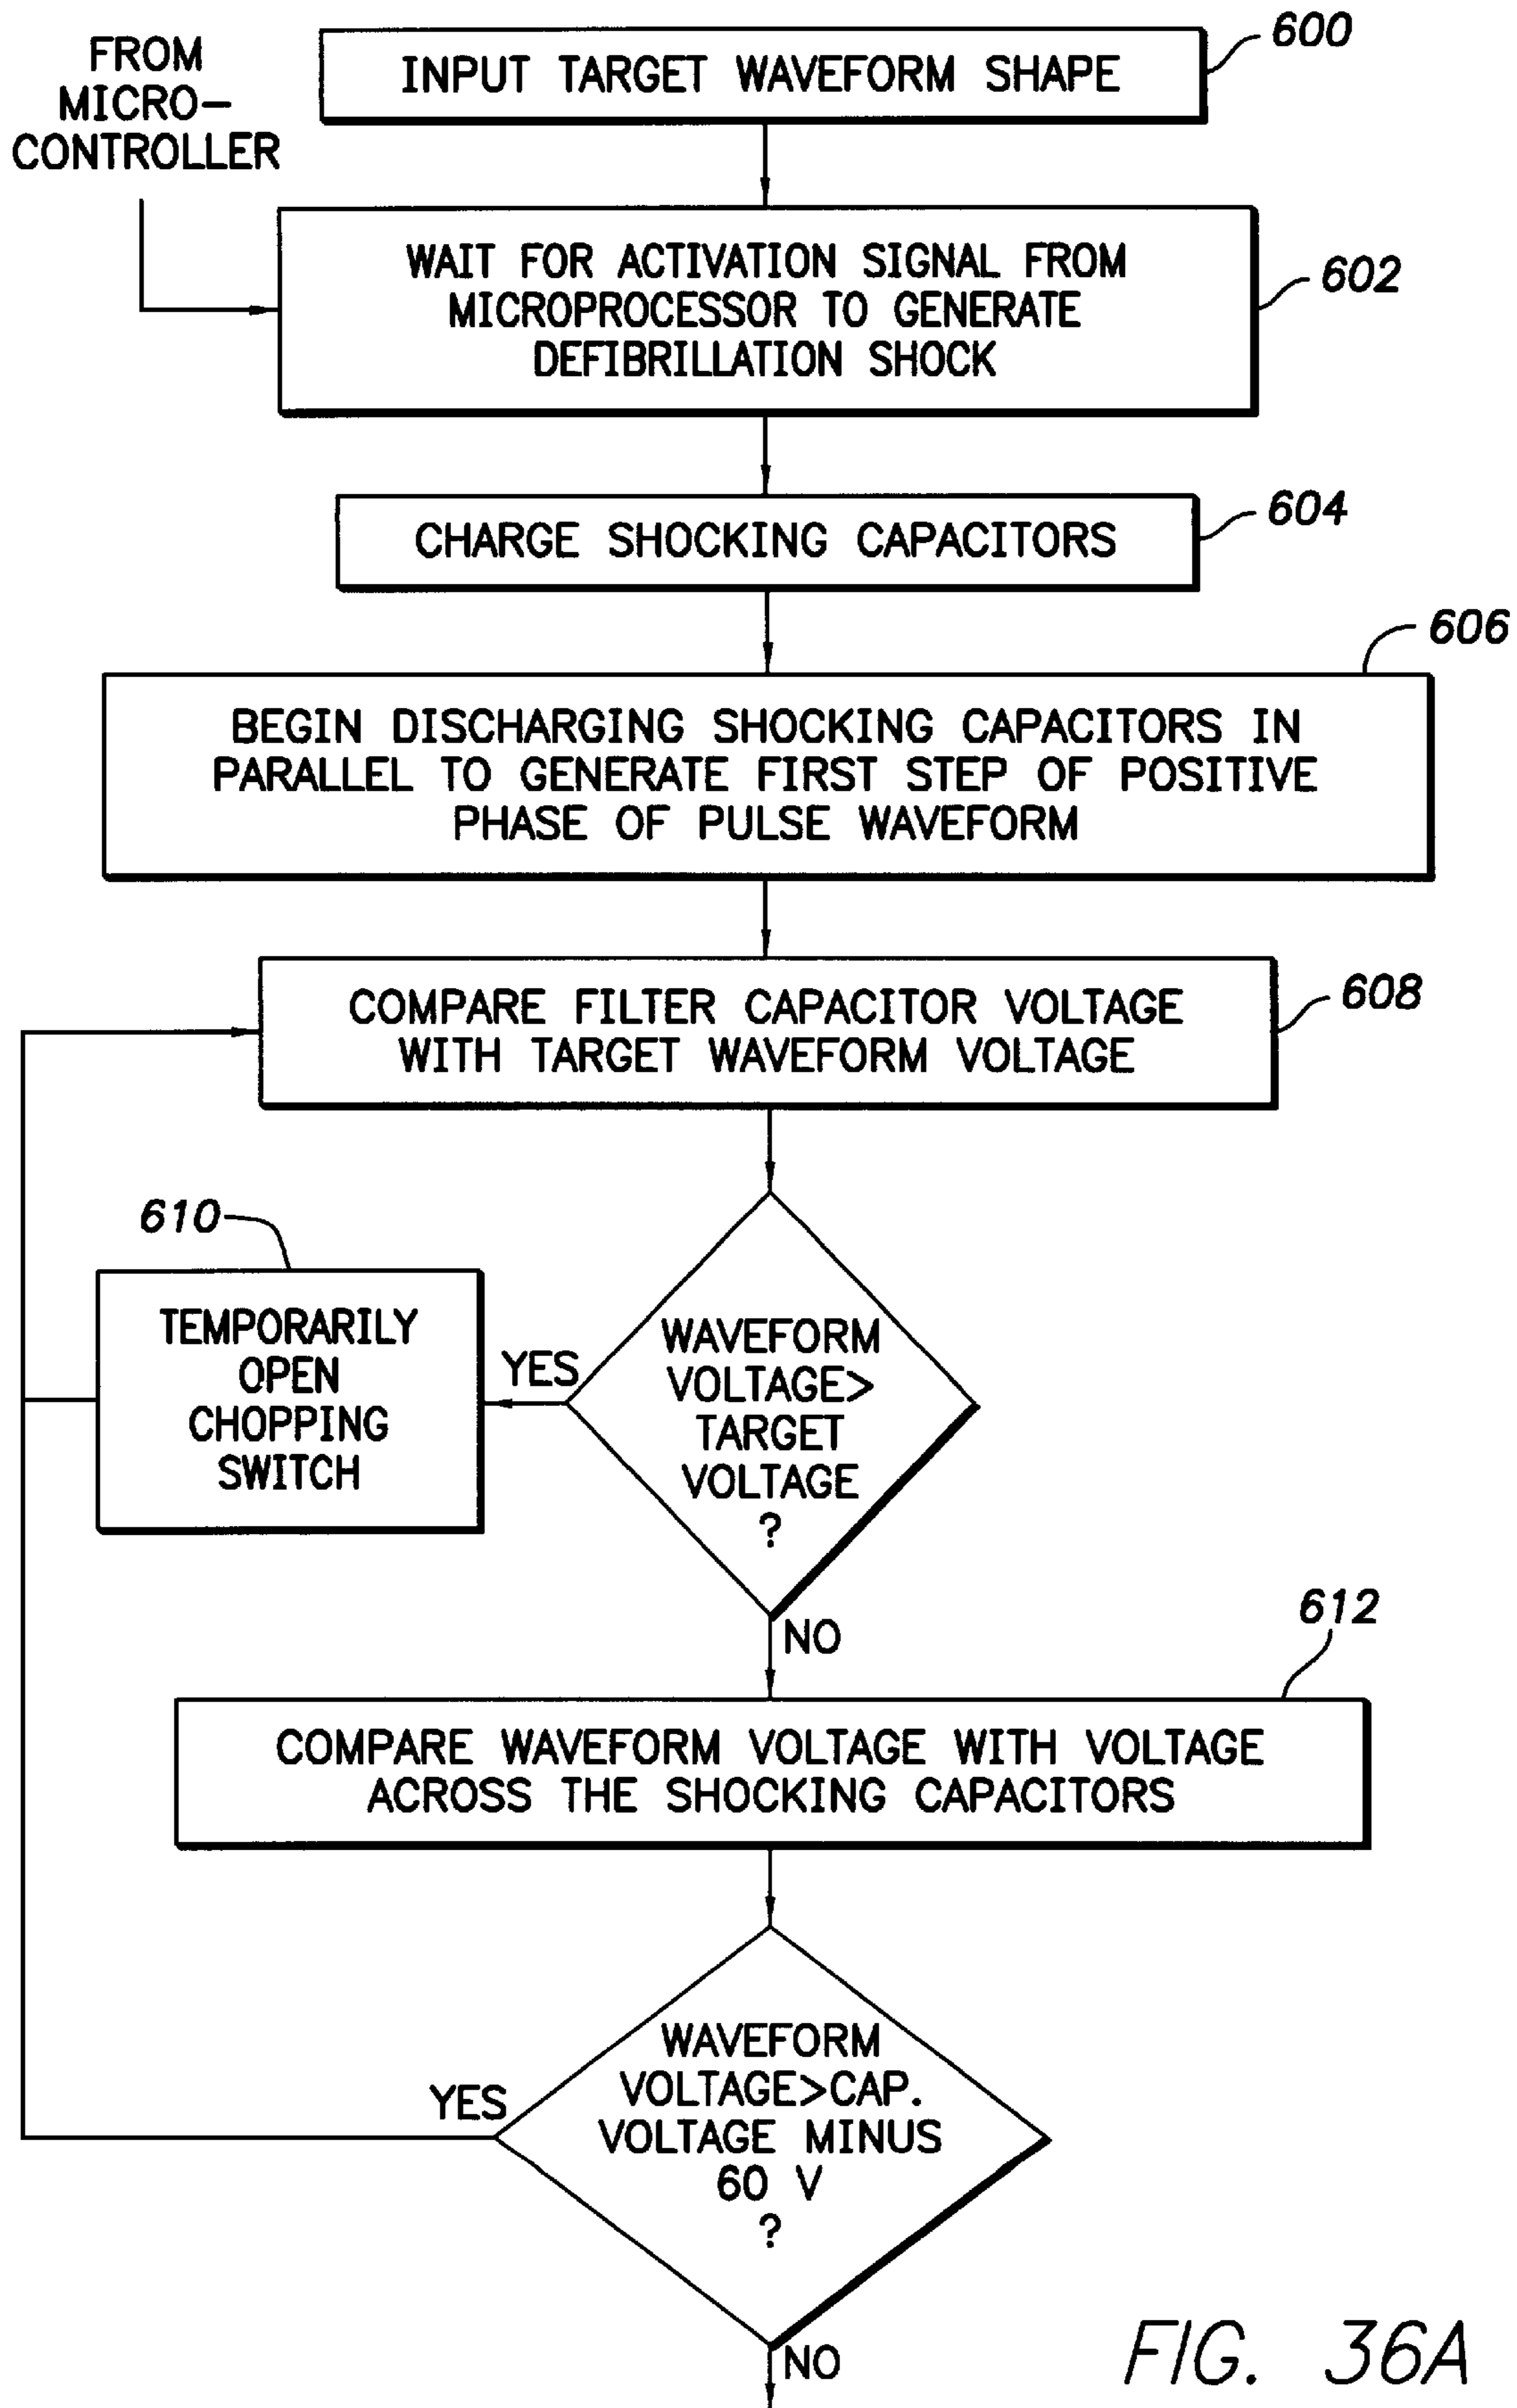 FROM
MICRO-
CONTROLLER
INPUT TARGET WAVEFORM SHAPE
600
WAIT FOR ACTIVATION SIGNAL FROM
MICROPROCESSOR TO GENERATE
DEFIBRILLATION SHOCK
602
CHARGE SHOCKING CAPACITORS
604
606
BEGIN DISCHARGING SHOCKING CAPACITORS IN
PARALLEL TO GENERATE FIRST STEP OF POSITIVE
PHASE OF PULSE WAVEFORM
COMPARE FILTER CAPACITOR VOLTAGE
WITH TARGET WAVEFORM VOLTAGE
608
610
TEMPORARILY
OPEN
CHOPPING
SWITCH
YES
WAVEFORM
VOLTAGE>
TARGET
VOLTAGE
?
NO
612
COMPARE WAVEFORM VOLTAGE WITH VOLTAGE
ACROSS THE SHOCKING CAPACITORS
YES
WAVEFORM
VOLTAGE>CAP.
VOLTAGE MINUS
60 V
?
NO
FIG. 36A